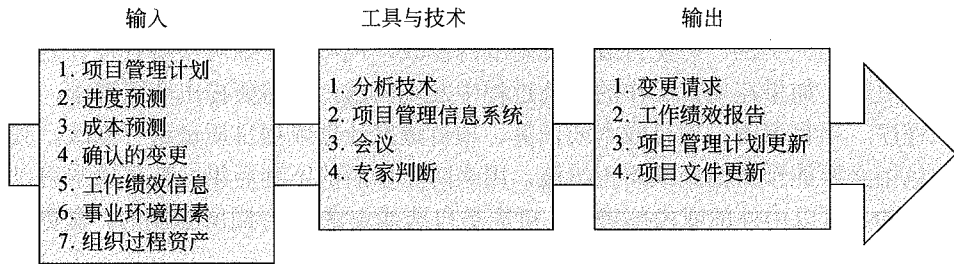 输入
1. 项目管理计划
2. 进度预测
3. 成本预测
4. 确认的变更
5. 工作绩效信息
6. 事业环境因素
7. 组织过程资产
工具与技术
1. 分析技术
2. 项目管理信息系统
3. 会议
4. 专家判断
输出
1. 变更请求
2. 工作绩效报告
3. 项目管理计划更新
4. 项目文件更新